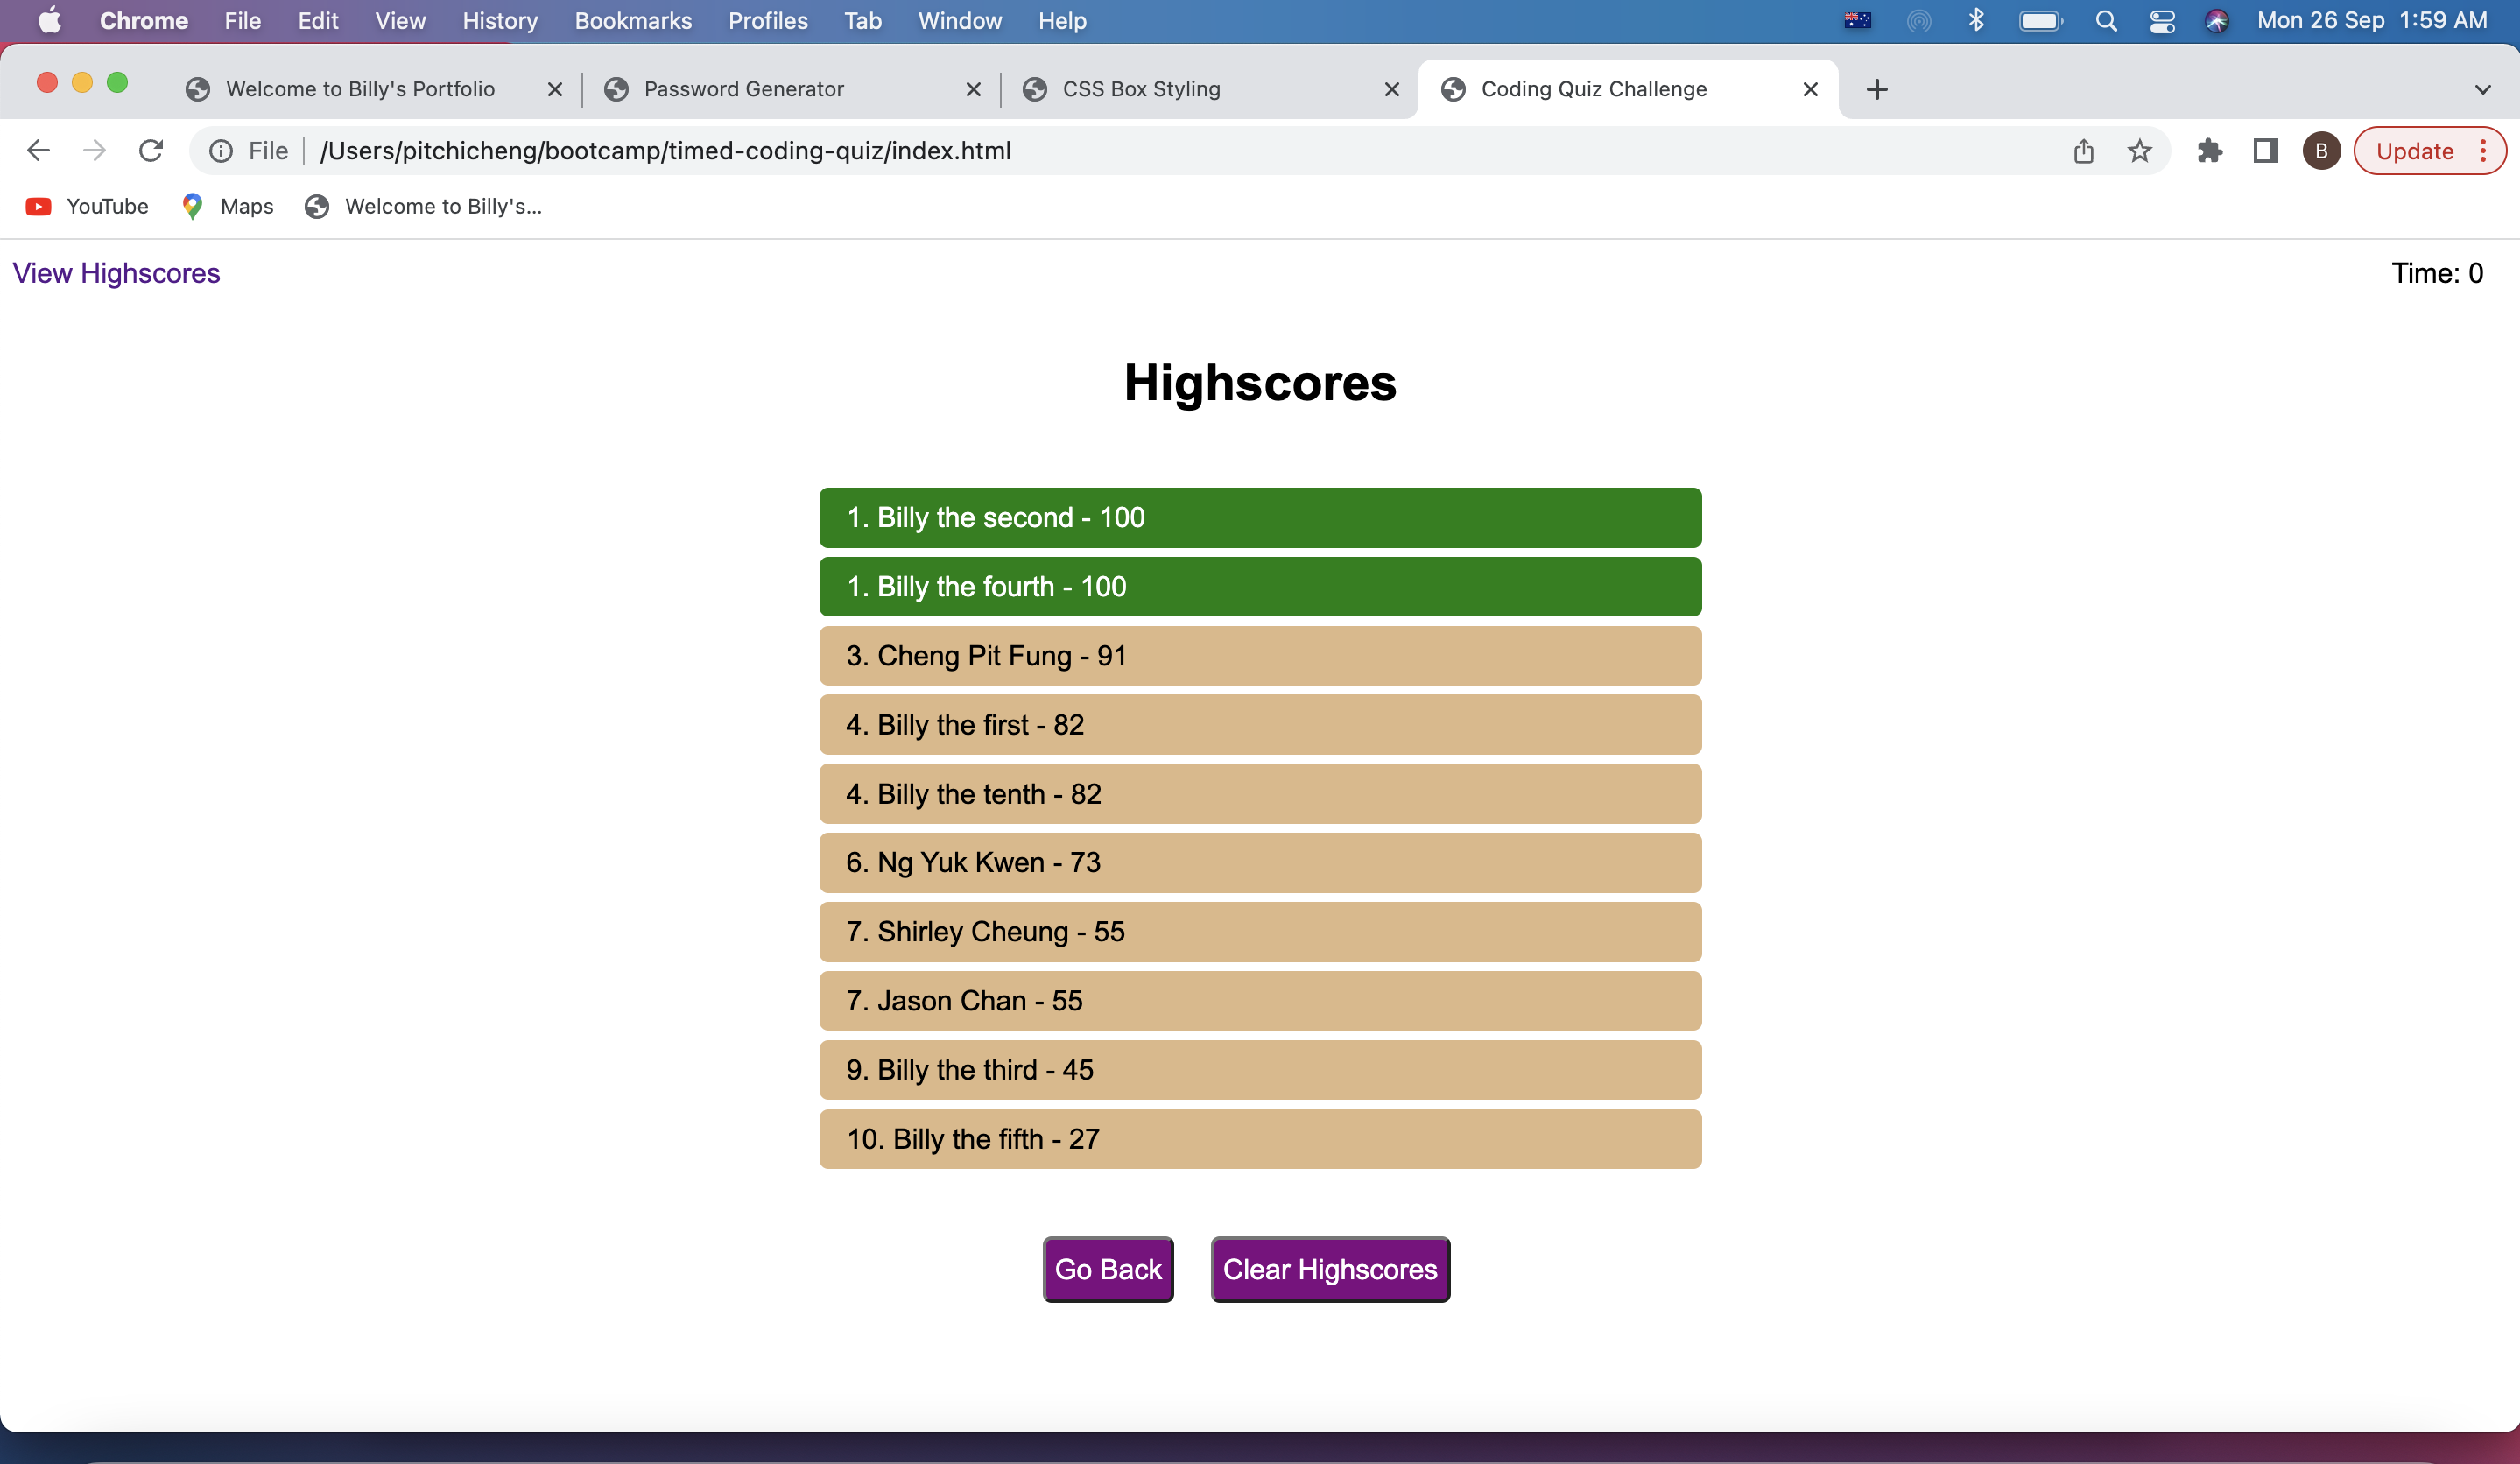 Chrome File Edit View History Bookmarks Profiles Tab Window Help Mon 26 Sep 1:59 AM
Welcome to Billy's Portfolio Password Generator CSS Box Styling Coding Quiz Challenge
File /Users/pitchicheng/bootcamp/timed-coding-quiz/index.html B Update
YouTube Maps Welcome to Billy's...
View Highscores Time: 0
Highscores
1. Billy the second - 100
1. Billy the fourth - 100
3. Cheng Pit Fung - 91
4. Billy the first - 82
4. Billy the tenth - 82
6. Ng Yuk Kwen - 73
7. Shirley Cheung - 55
7. Jason Chan - 55
9. Billy the third - 45
10. Billy the fifth - 27
Go Back Clear Highscores